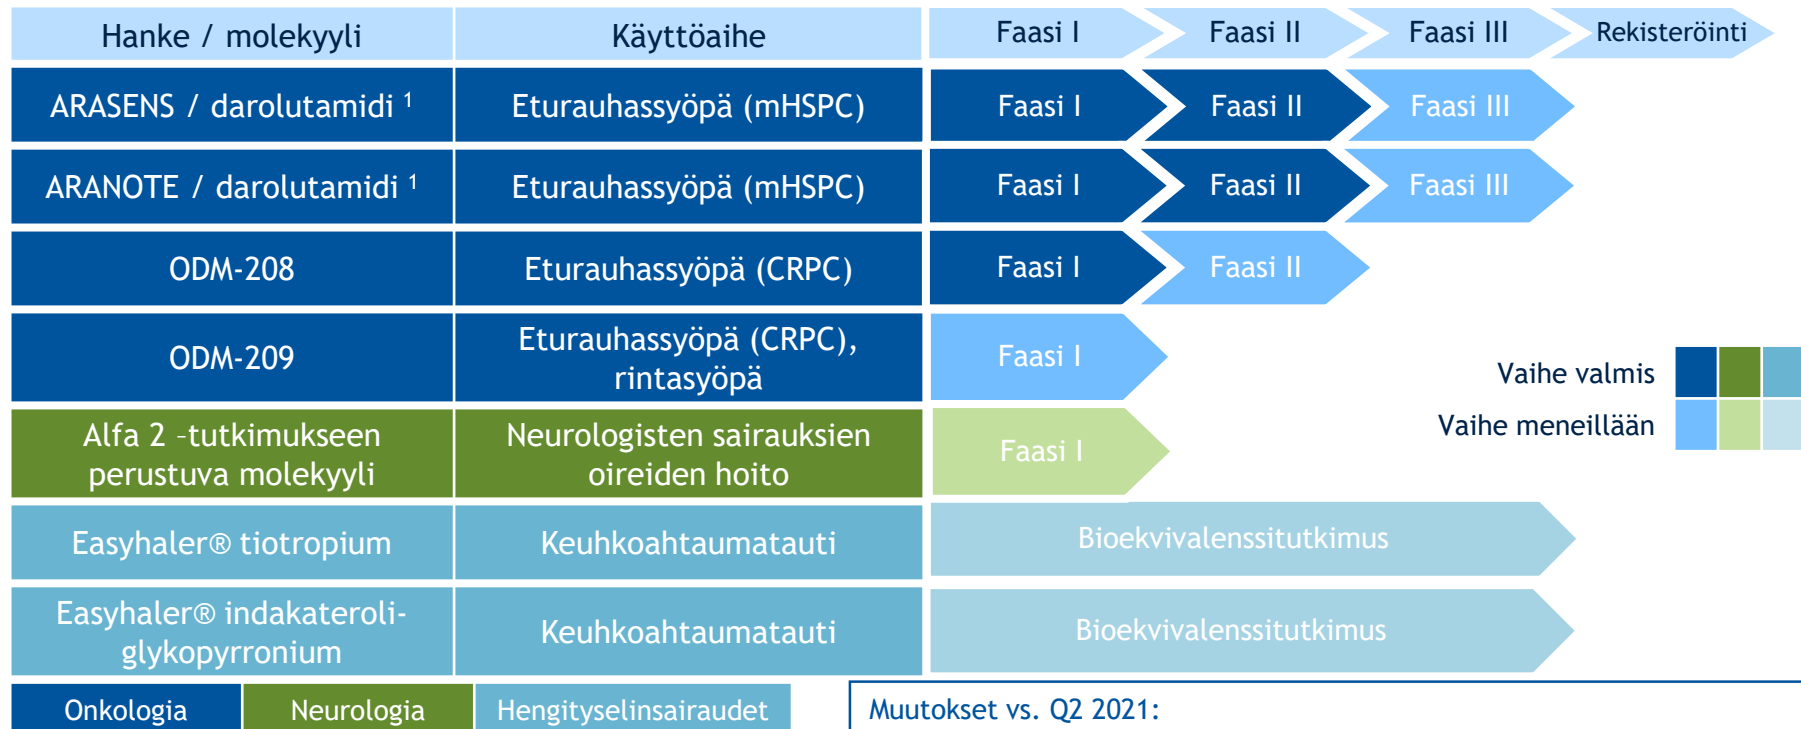 Hanke / molekyyli
Käyttöaihe
Faasi I
Faasi II
Faasi III
Rekisteröinti
ARASENS / darolutamidi ¹
Eturauhassyöpä (mHSPC)
Faasi I
Faasi II
Faasi III
ARANOTE / darolutamidi ¹
Eturauhassyöpä (mHSPC)
Faasi I
Faasi II
Faasi III
ODM-208
Eturauhassyöpä (CRPC)
Faasi I
Faasi II
ODM-209
Eturauhassyöpä (CRPC),
rintasyöpä
Faasi I
Vaihe valmis
Vaihe meneillään
Alfa 2 –tutkimukseen
perustuva molekyyli
Neurologisten sairauksien
oireiden hoito
Faasi I
Easyhaler® tiotropium
Keuhkoahtaumatauti
Bioekvivalenssitutkimus
Easyhaler® indakateroli-
glykopyrronium
Keuhkoahtaumatauti
Bioekvivalenssitutkimus
Onkologia
Neurologia
Hengityselinsairaudet
Muutokset vs. Q2 2021: